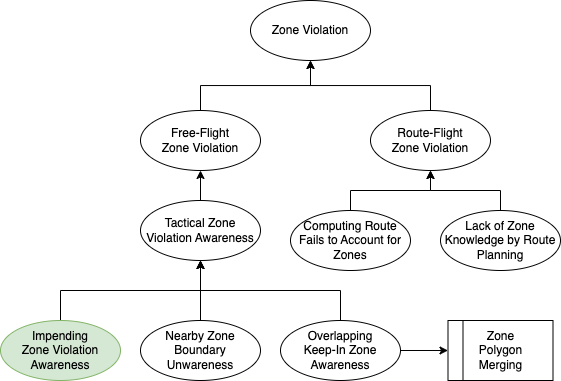 Zone Violation
Free-Flight
Zone Violation
Route-Flight
Zone Violation
Tactical Zone
Violation Awareness
Computing Route
Fails to Account for
Zones
Lack of Zone
Knowledge by Route
Planning
Impending
Zone Violation
Awareness
Nearby Zone
Boundary
Unwareness
Overlapping
Keep-In Zone
Awareness
Zone
Polygon
Merging